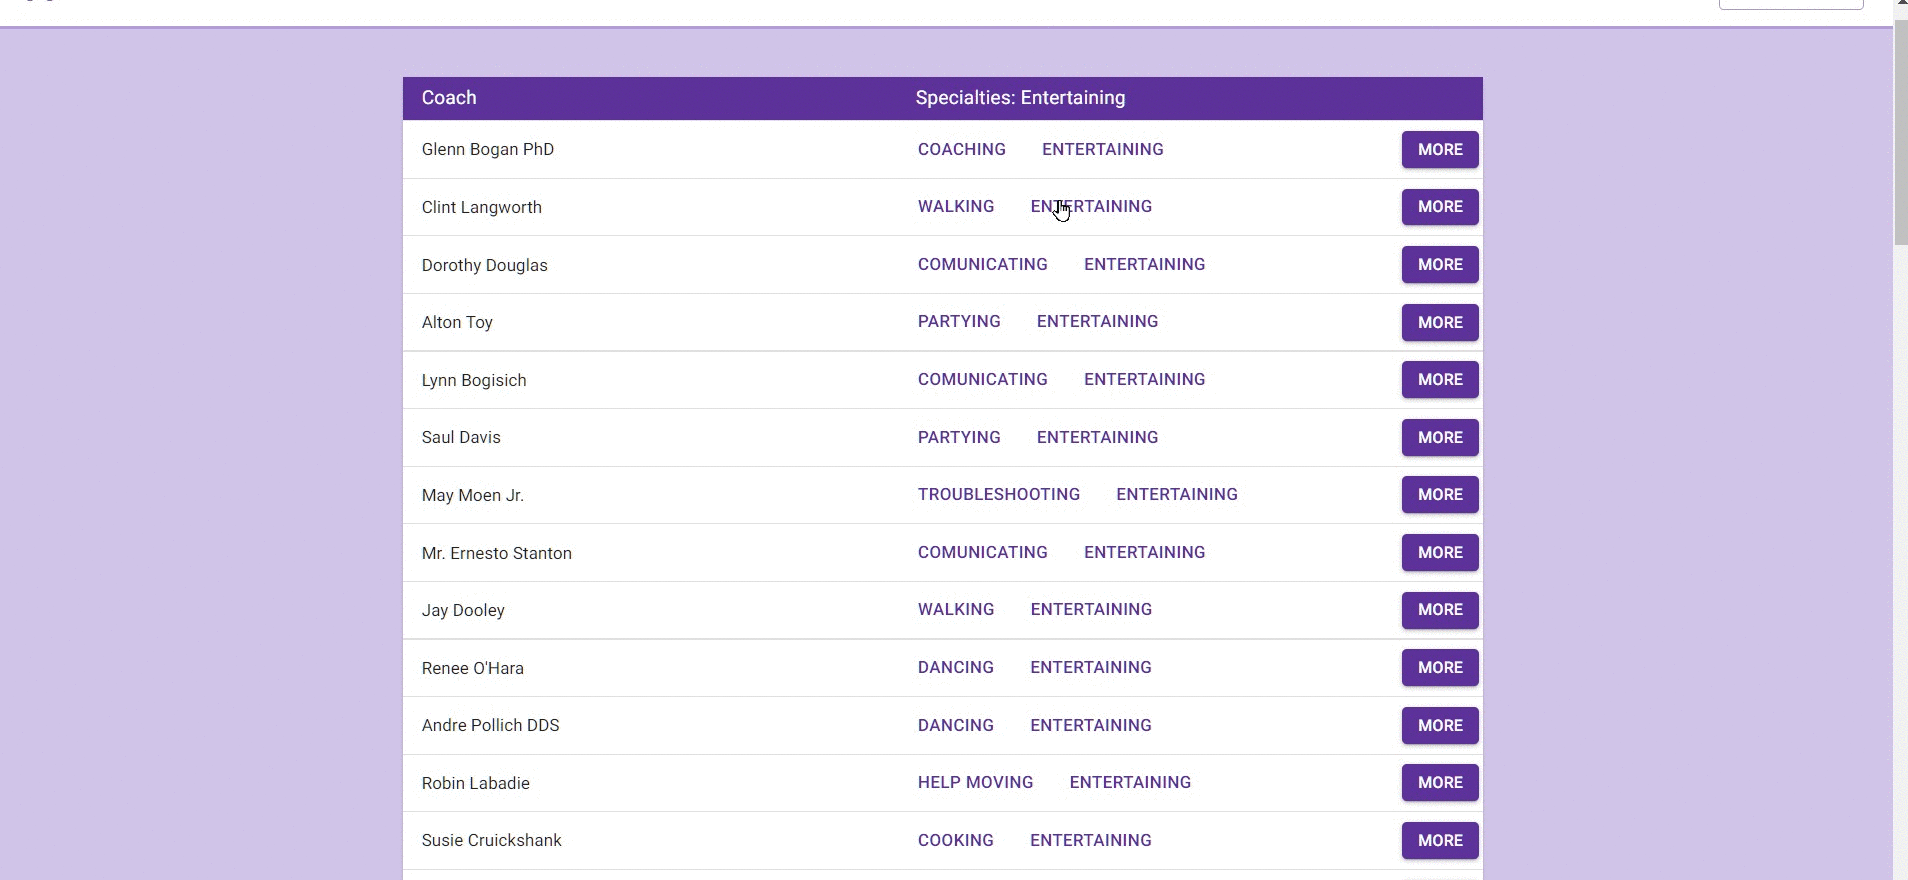 Coach Specialties: Entertaining
Glenn Bogan PhD COACHING ENTERTAINING MORE
Clint Langworth WALKING ENTERTAINING MORE
Dorothy Douglas COMUNICATING ENTERTAINING MORE
Alton Toy PARTYING ENTERTAINING MORE
Lynn Bogisich COMUNICATING ENTERTAINING MORE
Saul Davis PARTYING ENTERTAINING MORE
May Moen Jr. TROUBLESHOOTING ENTERTAINING MORE
Mr. Ernesto Stanton COMUNICATING ENTERTAINING MORE
Jay Dooley WALKING ENTERTAINING MORE
Renee O'Hara DANCING ENTERTAINING MORE
Andre Pollich DDS DANCING ENTERTAINING MORE
Robin Labadie HELP MOVING ENTERTAINING MORE
Susie Cruickshank COOKING ENTERTAINING MORE